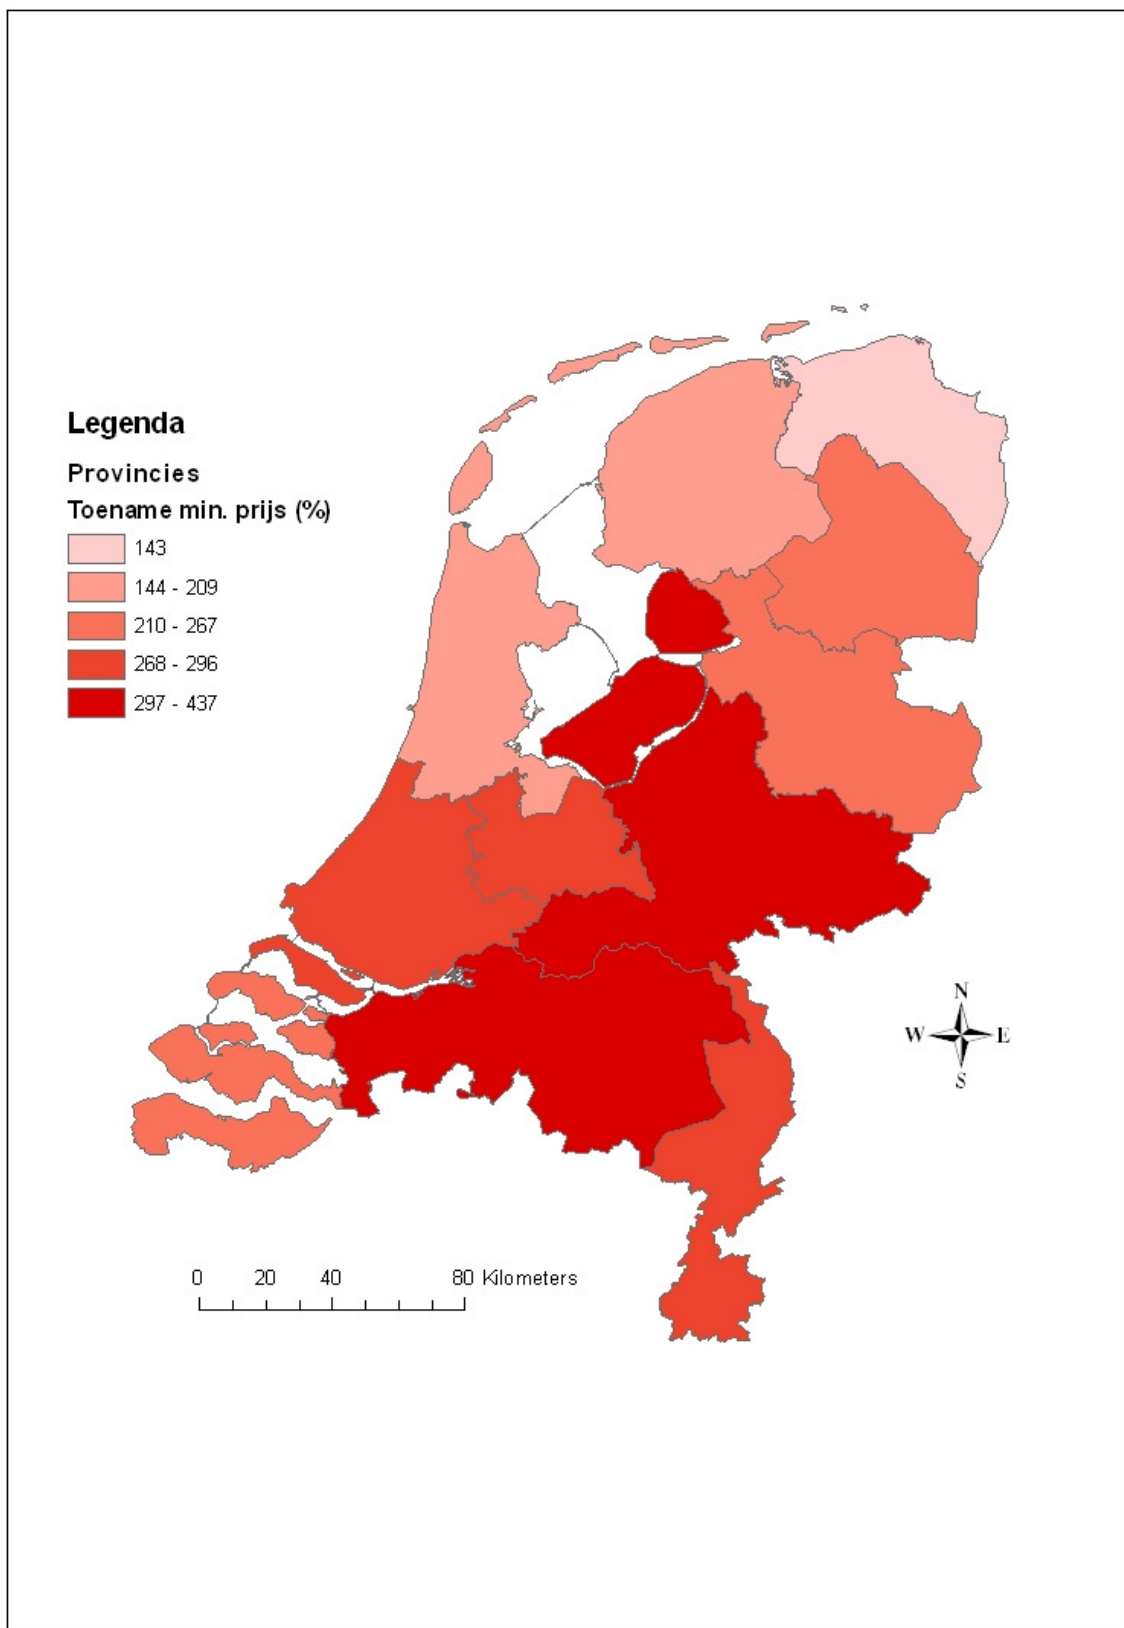 Legenda
Provincies
Toename min. prijs (%)
143
144 - 209
210 - 267
268 - 296
297 - 437
N
W E
S
0 20 40 80 Kilometers